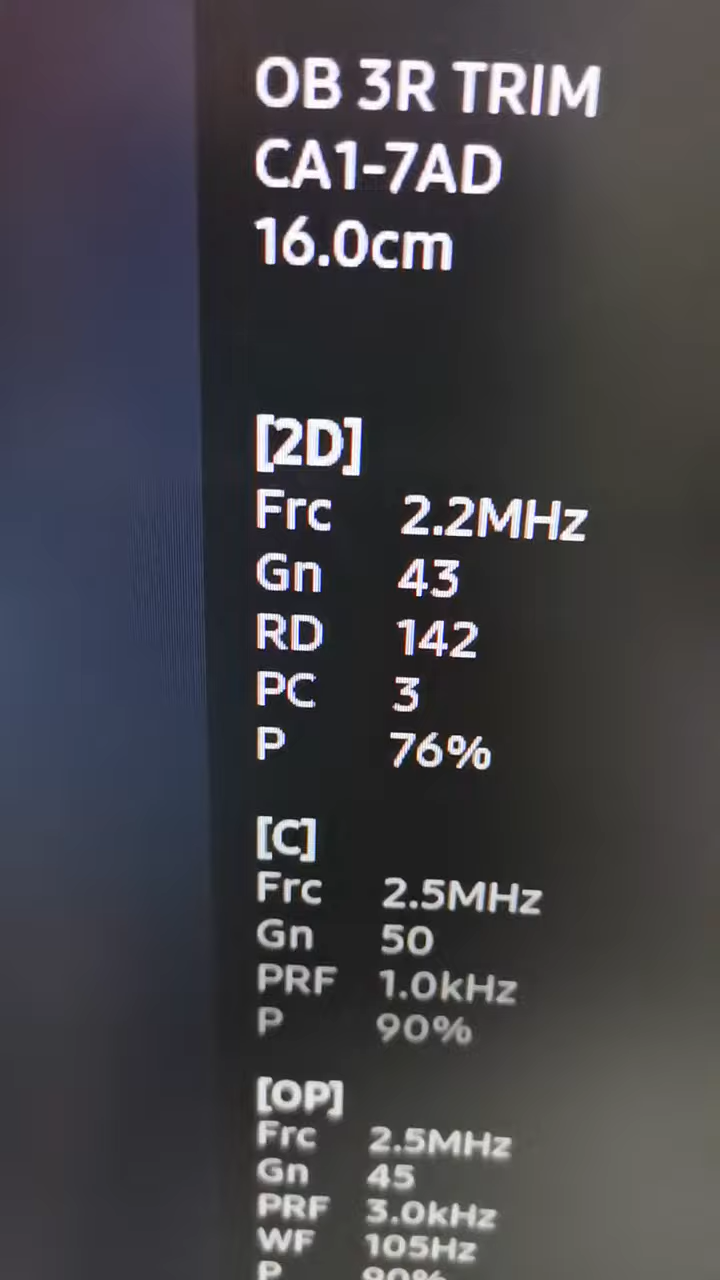 OB 3R TRIM
CA1-7AD
16.0cm
[2D]
Frc 2.2MHz
Gn 43
RD 142
PC 3
P 76%
[C]
Frc 2.5MHz
Gn 50
PRF 1.0kHz
P 90%
[OP]
Frc 2.5MHz
Gn 45
PRF 3.0kHz
WF 105Hz
P 90%